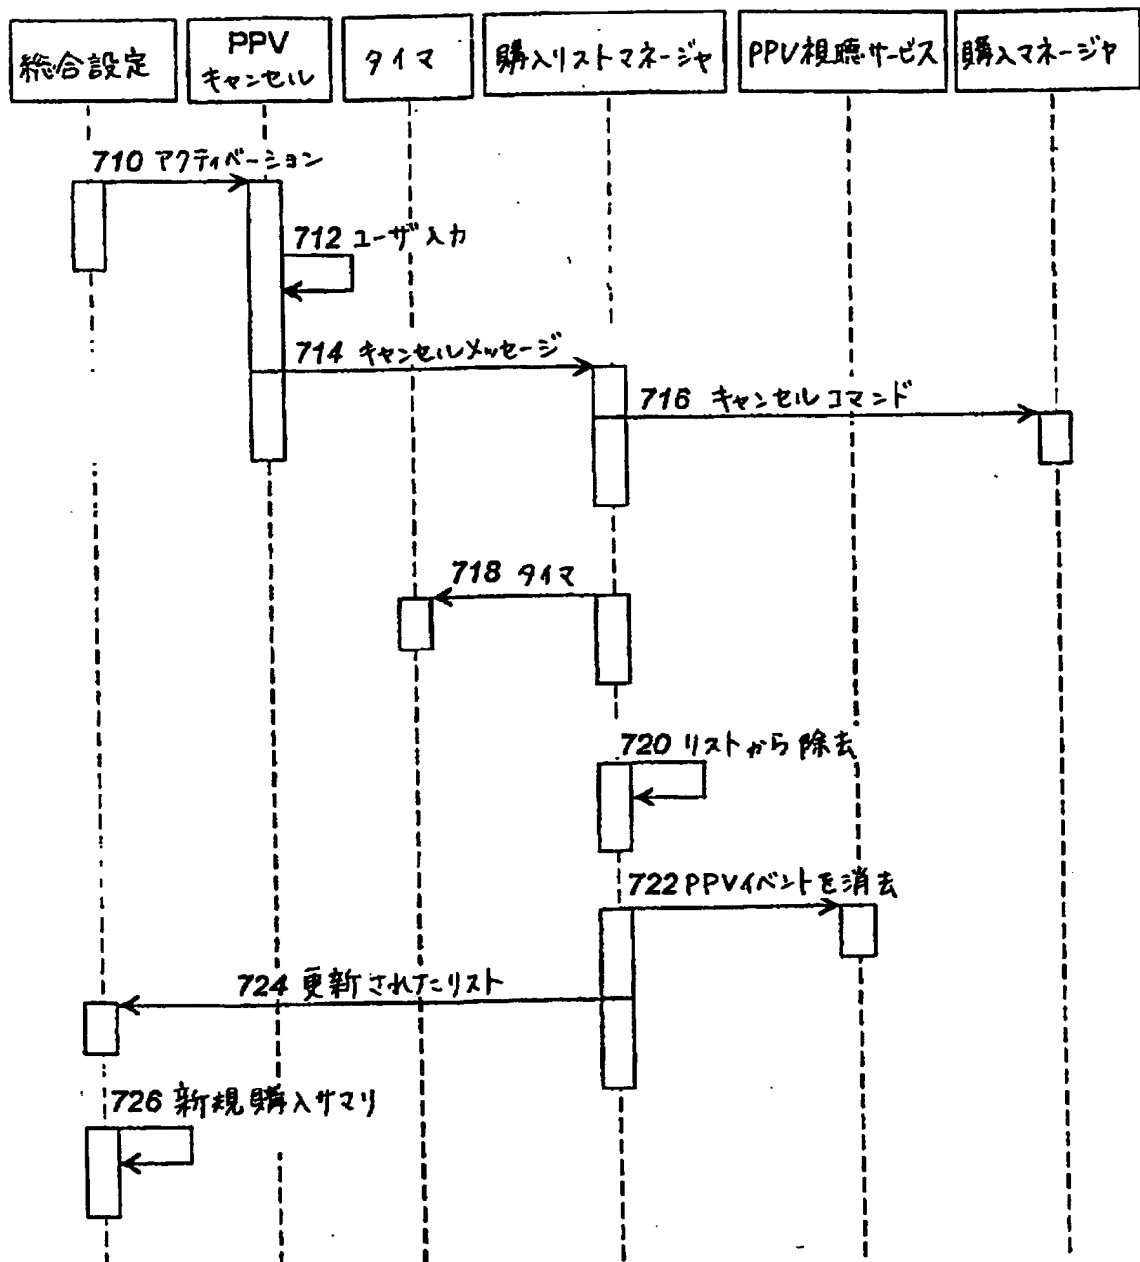 総合設定
PPV
キャンセル
タイマ
購入リストマネージャ
PPV視聴サービス
購入マネージャ
710 アクティベーション
712 ユーザ入力
714 キャンセルメッセージ
716 キャンセルコマンド
718 タイマ
720 リストから除去
722 PPVイベントを消去
724 更新されたリスト
726 新規購入サマリ